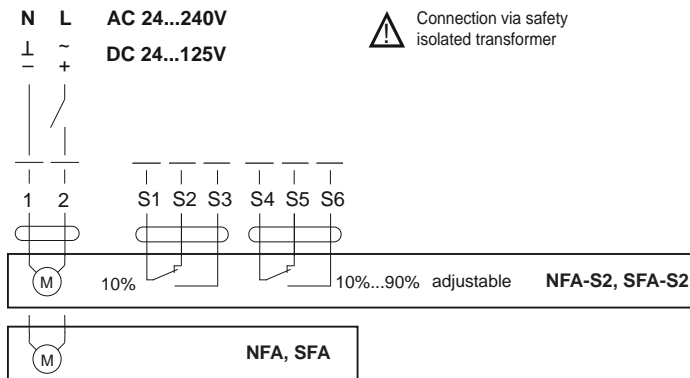 N L AC 24...240V
⊥ ~ DC 24...125V
− +
Connection via safety
isolated transformer
1 2 S1 S2 S3 S4 S5 S6
M 10% 10%...90% adjustable NFA-S2, SFA-S2
M NFA, SFA